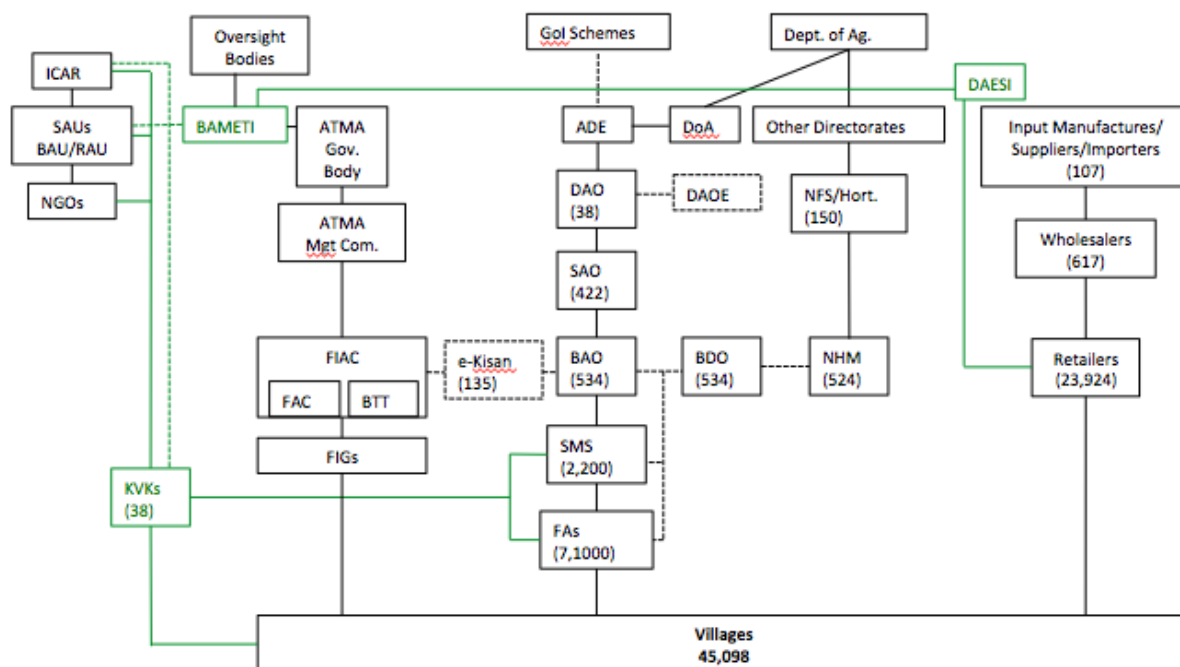 Oversight
Bodies
GoI Schemes
Dept. of Ag.
ICAR
DAESI
SAUs
BAU/RAU
BAMETI
ATMA
Gov.
Body
ADE
DoA
Other Directorates
Input Manufactures/
Suppliers/Importers
(107)
NGOs
DAO
(38)
DAOE
NFS/Hort.
(150)
ATMA
Mgt Com.
Wholesalers
(617)
SAO
(422)
FIAC
FAC
BTT
e-Kisan
(135)
BAO
(534)
BDO
(534)
NHM
(524)
Retailers
(23,924)
FIGs
SMS
(2,200)
KVKs
(38)
FAs
(7,1000)
Villages
45,098